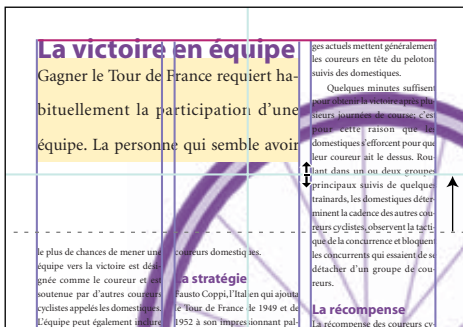 La victoire en équipe
Gagner le Tour de France requiert ha-
bituellement la participation d'une
équipe. La personne qui semble avoir
le plus de chances de mener une
équipe vers la victoire est dési-
gnée comme le coureur et est
soutenue par d'autres coureurs
cyclistes appelés les domestiques.
L'équipe peut également inclure
coureurs domestiques.
La stratégie
Fausto Coppi, l'Italien qui ajouta
le Tour de France de 1949 et de
1952 à son impressionnant pal-
ges actuels mettent généralement
les coureurs en tête du peloton
suivis des domestiques.
Quelques minutes suffisent
pour obtenir la victoire après plu-
sieurs journées de course; c'est
pour cette raison que les
domestiques s'efforcent pour que
leur coureur ait le dessus. Rou-
lant dans un ou deux groupes
principaux suivis de quelques
traînards, les domestiques déter-
minent la cadence des autres cou-
reurs cyclistes, observent la tacti-
que de la concurrence et bloquent
les concurrents qui essaient de se
détacher d'un groupe de cou-
reurs.
La récompense
La récompense des coureurs cy-